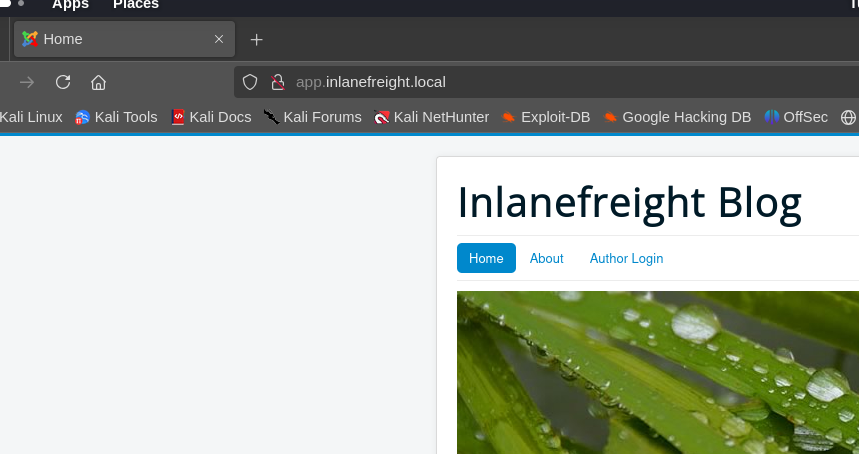 Apps Places
Home
app.inlanefreight.local
Kali Linux Kali Tools Kali Docs Kali Forums Kali NetHunter Exploit-DB Google Hacking DB OffSec
Inlanefreight Blog
Home About Author Login